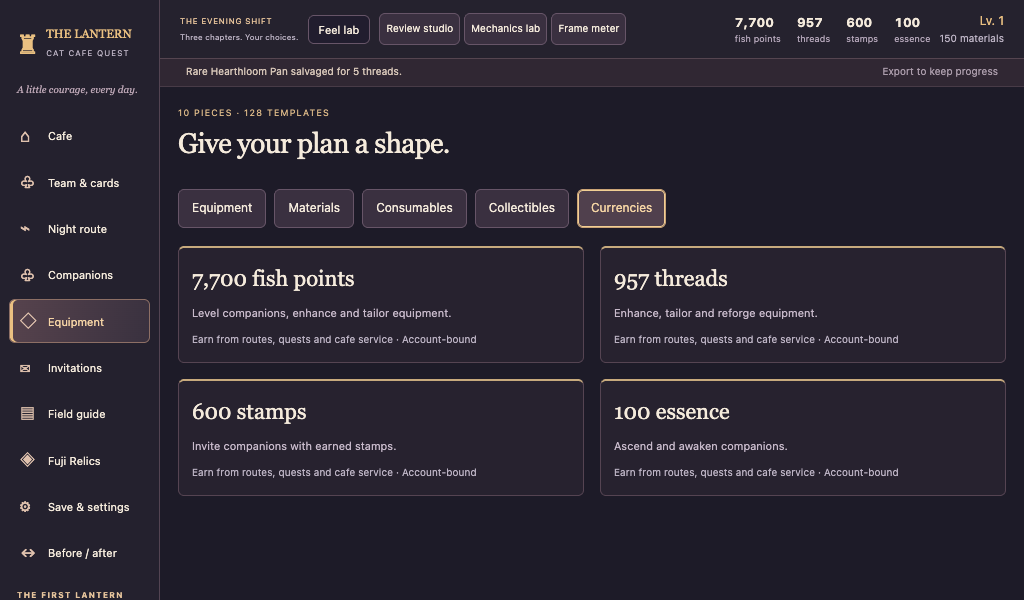 THE LANTERN
CAT CAFE QUEST
A little courage, every day.
Cafe
Team & cards
Night route
Companions
Equipment
Invitations
Field guide
Fuji Relics
Save & settings
Before / after
THE FIRST LANTERN
THE EVENING SHIFT
Three chapters. Your choices.
Feel lab
Review studio
Mechanics lab
Frame meter
7,700
fish points
957
threads
600
stamps
100
essence
Lv. 1
150 materials
Rare Hearthloom Pan salvaged for 5 threads.
Export to keep progress
10 PIECES · 128 TEMPLATES
Give your plan a shape.
Equipment
Materials
Consumables
Collectibles
Currencies
7,700 fish points
Level companions, enhance and tailor equipment.
Earn from routes, quests and cafe service · Account-bound
957 threads
Enhance, tailor and reforge equipment.
Earn from routes, quests and cafe service · Account-bound
600 stamps
Invite companions with earned stamps.
Earn from routes, quests and cafe service · Account-bound
100 essence
Ascend and awaken companions.
Earn from routes, quests and cafe service · Account-bound